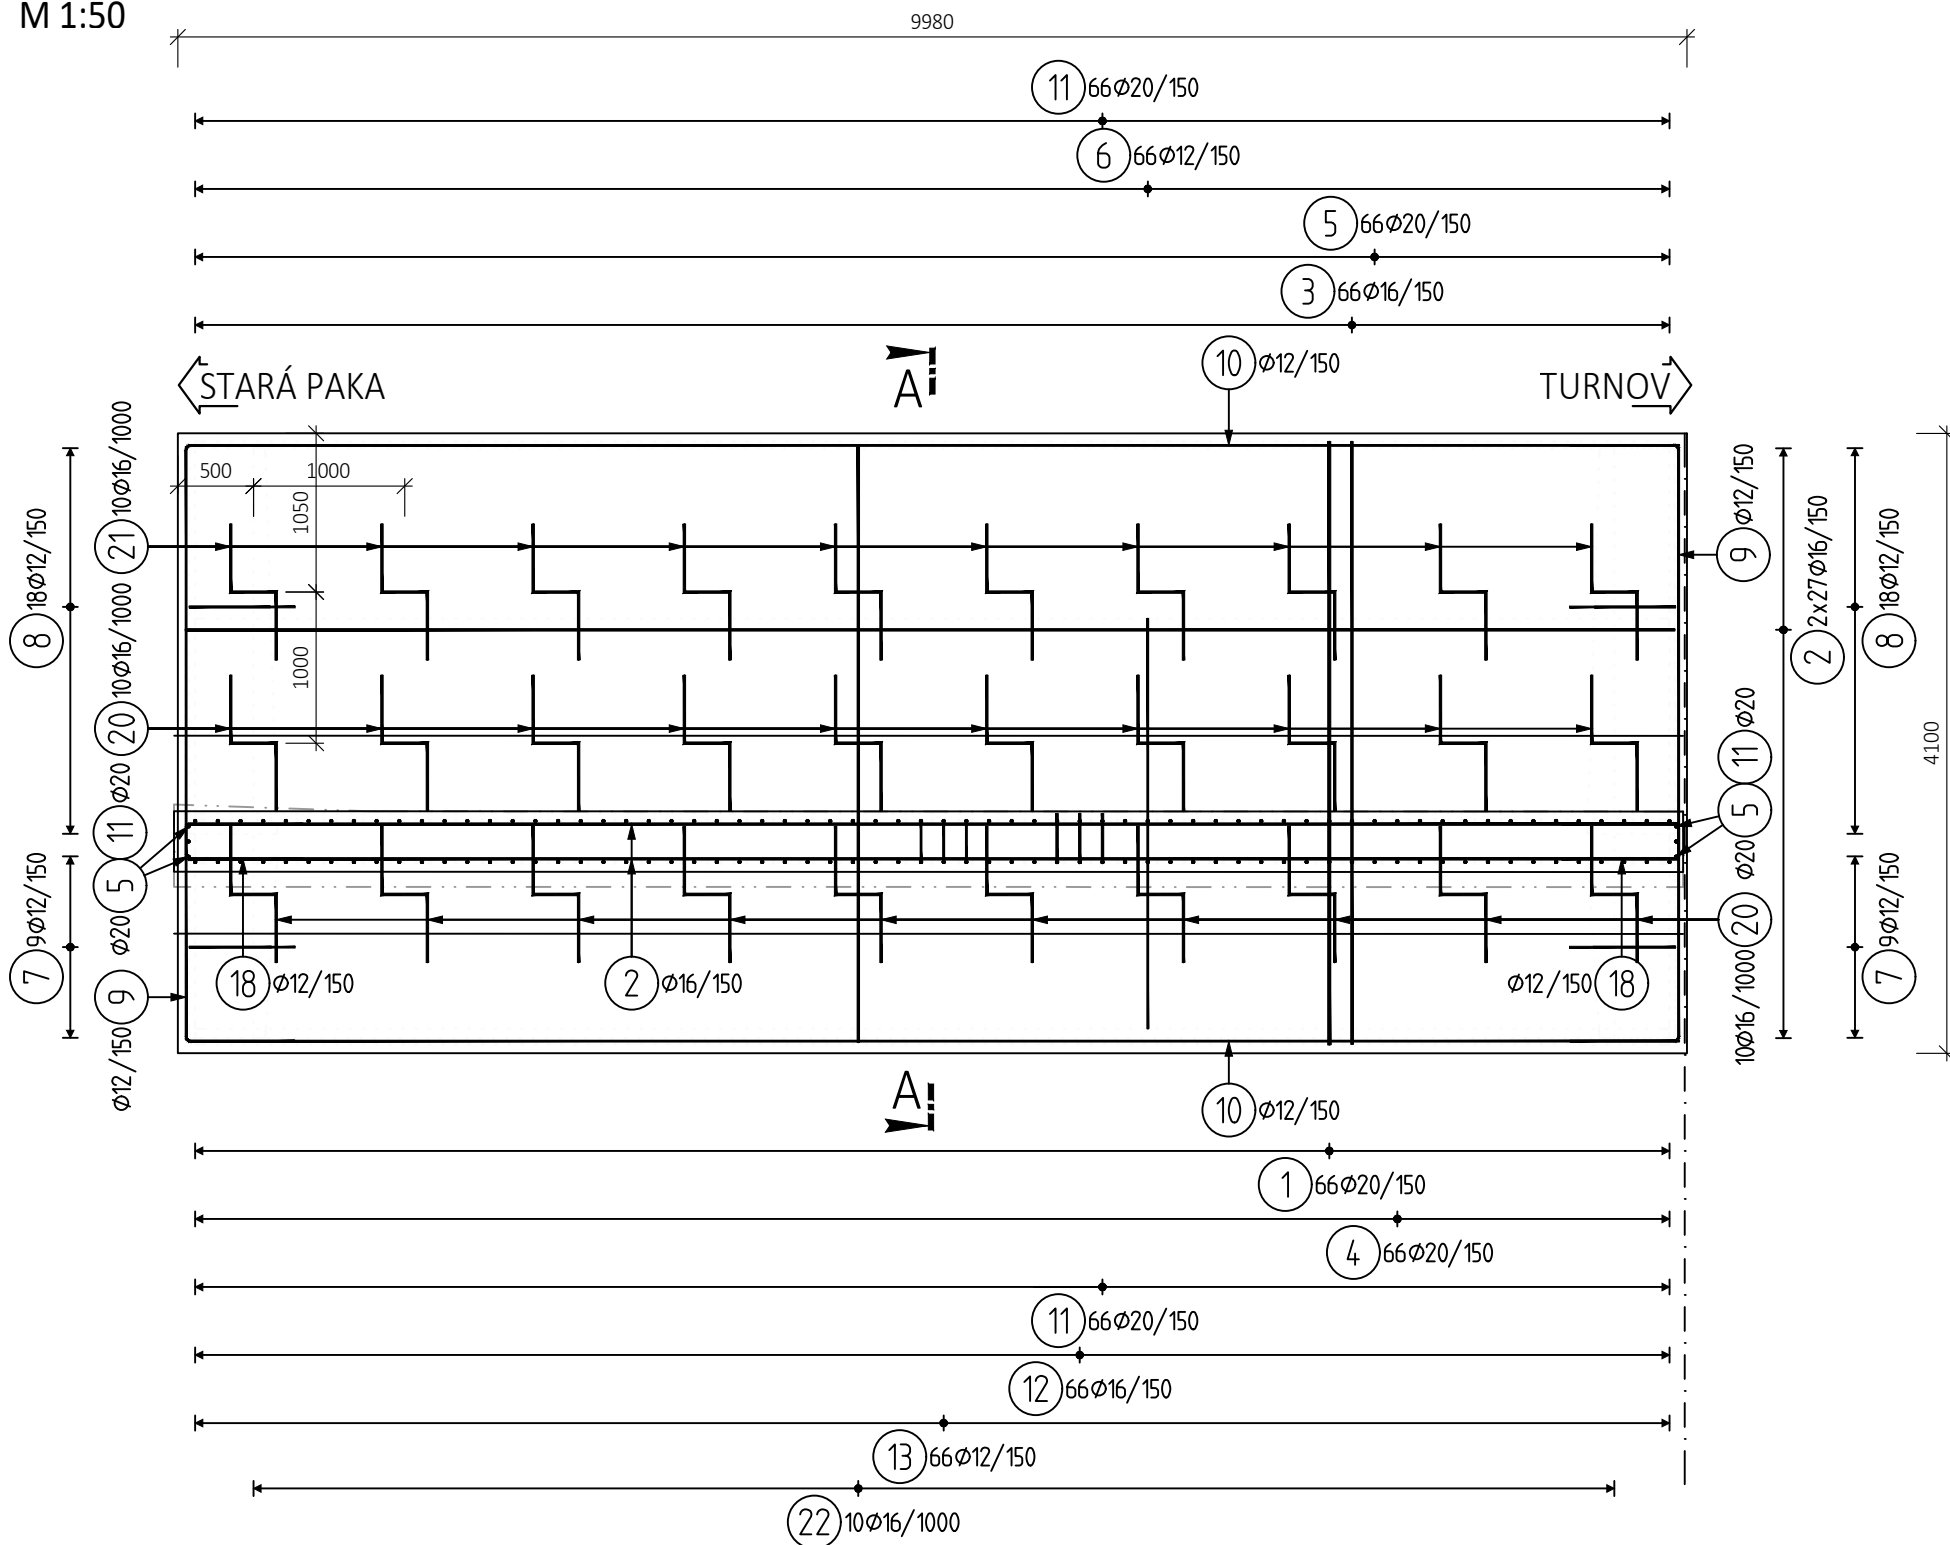 M 1:50
9980
11 66Ø20/150
6 66Ø12/150
5 66Ø20/150
3 66Ø16/150
10 Ø12/150
A
STARÁ PAKA
TURNOV
500
1000
1050
1000
21 10Ø16/1000
8 18Ø12/150
20 10Ø16/1000
11 Ø20
5 Ø20
7 9Ø12/150
9 Ø12/150
9 Ø12/150
2 2x27Ø16/150
8 18Ø12/150
4100
11 Ø20
5 Ø20
20 10Ø16/1000
7 9Ø12/150
18 Ø12/150
2 Ø16/150
Ø12/150 18
A
10 Ø12/150
1 66Ø20/150
4 66Ø20/150
11 66Ø20/150
12 66Ø16/150
13 66Ø12/150
22 10Ø16/1000